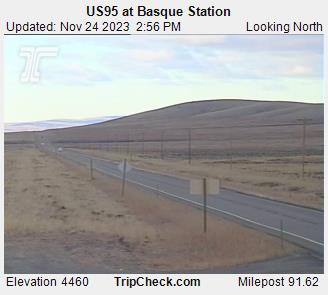 US95 at Basque Station
Updated: Nov 24 2023 2:56 PM Looking North
Elevation 4460 TripCheck.com Milepost 91.62